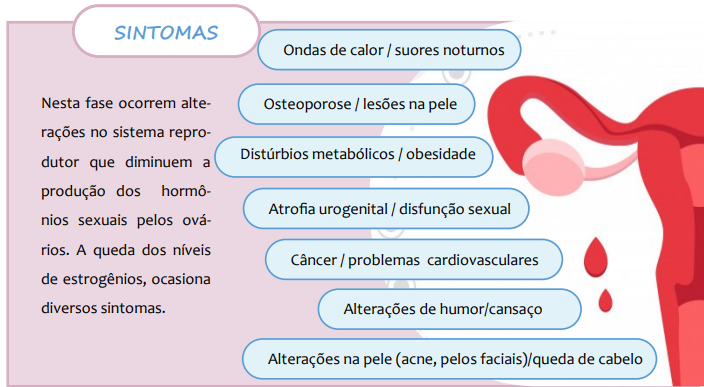 SINTOMAS
Nesta fase ocorrem alte-
rações no sistema repro-
dutor que diminuem a
produção dos hormô-
nios sexuais pelos ová-
rios. A queda dos níveis
de estrogênios, ocasiona
diversos sintomas.
Ondas de calor / suores noturnos
Osteoporose / lesões na pele
Distúrbios metabólicos / obesidade
Atrofia urogenital / disfunção sexual
Câncer / problemas cardiovasculares
Alterações de humor/cansaço
Alterações na pele (acne, pelos faciais)/queda de cabelo